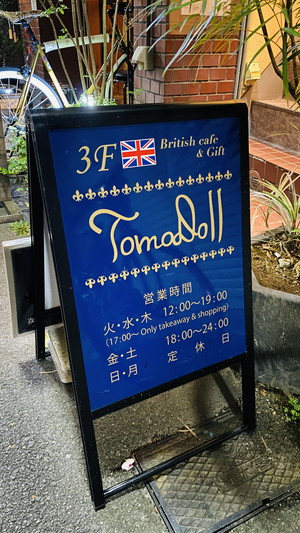 3F British cafe
& Gift
TomoDoll
営業時間
火・水・木 12:00～19:00
(17:00～ Only takeaway & shopping)
金・土 18:00～24:00
日・月 定休日